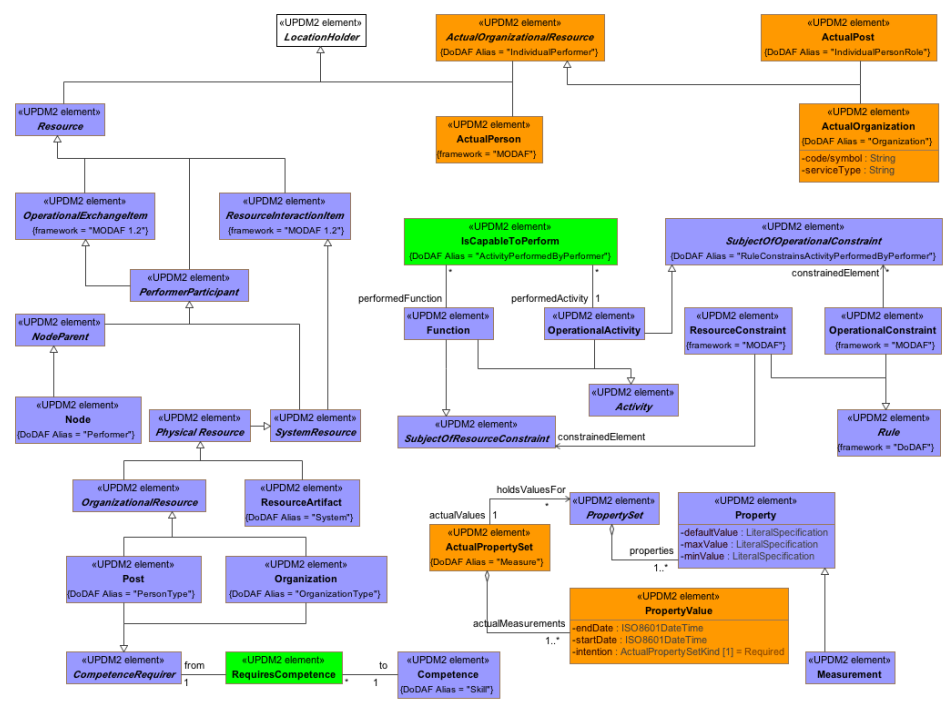 «UPDM2 element»
LocationHolder
«UPDM2 element»
ActualOrganizationalResource
{DoDAF Alias = "IndividualPerformer"}
«UPDM2 element»
ActualPost
{DoDAF Alias = "IndividualPersonRole"}
«UPDM2 element»
Resource
«UPDM2 element»
ActualPerson
{framework = "MODAF"}
«UPDM2 element»
ActualOrganization
{DoDAF Alias = "Organization"}
-code/symbol : String
-serviceType : String
«UPDM2 element»
OperationalExchangeItem
{framework = "MODAF 1.2"}
«UPDM2 element»
ResourceInteractionItem
{framework = "MODAF 1.2"}
«UPDM2 element»
IsCapableToPerform
{DoDAF Alias = "ActivityPerformedByPerformer"}
«UPDM2 element»
SubjectOfOperationalConstraint
{DoDAF Alias = "RuleConstrainsActivityPerformedByPerformer"}
«UPDM2 element»
PerformerParticipant
*
*
constrainedElement
*
performedFunction
performedActivity
1
«UPDM2 element»
NodeParent
«UPDM2 element»
Function
«UPDM2 element»
OperationalActivity
«UPDM2 element»
ResourceConstraint
{framework = "MODAF"}
«UPDM2 element»
OperationalConstraint
{framework = "MODAF"}
«UPDM2 element»
Node
{DoDAF Alias = "Performer"}
«UPDM2 element»
Physical Resource
«UPDM2 element»
SystemResource
«UPDM2 element»
SubjectOfResourceConstraint
constrainedElement
«UPDM2 element»
Activity
«UPDM2 element»
Rule
{framework = "DoDAF"}
«UPDM2 element»
OrganizationalResource
«UPDM2 element»
ResourceArtifact
{DoDAF Alias = "System"}
holdsValuesFor
*
actualValues
1
«UPDM2 element»
PropertySet
«UPDM2 element»
Property
-defaultValue : LiteralSpecification
-maxValue : LiteralSpecification
-minValue : LiteralSpecification
«UPDM2 element»
ActualPropertySet
{DoDAF Alias = "Measure"}
properties
1..*
«UPDM2 element»
Post
{DoDAF Alias = "PersonType"}
«UPDM2 element»
Organization
{DoDAF Alias = "OrganizationType"}
actualMeasurements
1..*
«UPDM2 element»
PropertyValue
-endDate : ISO8601DateTime
-startDate : ISO8601DateTime
-intention : ActualPropertySetKind [1] = Required
«UPDM2 element»
CompetenceRequirer
from
1
«UPDM2 element»
RequiresCompetence
to
*
1
«UPDM2 element»
Competence
{DoDAF Alias = "Skill"}
«UPDM2 element»
Measurement